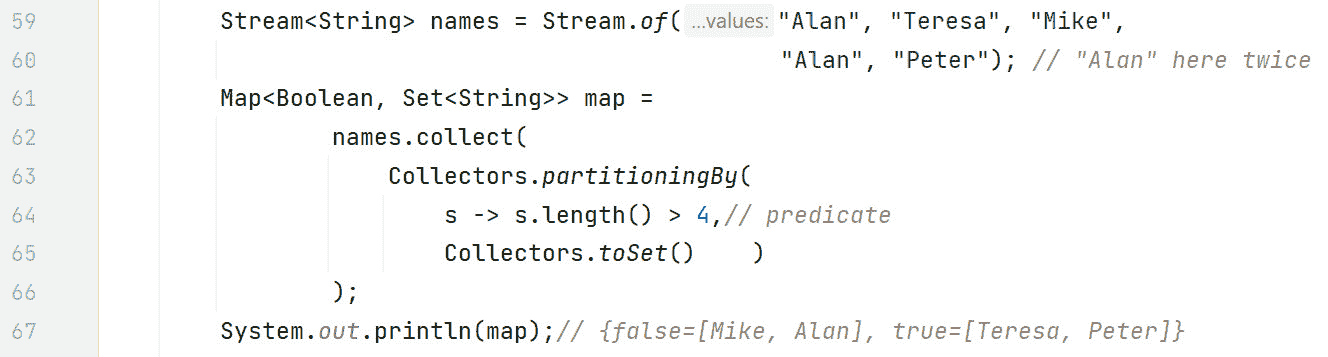 59 Stream<String> names = Stream.of( ...values: "Alan", "Teresa", "Mike",
60 "Alan", "Peter"); // "Alan" here twice
61 Map<Boolean, Set<String>> map =
62 names.collect(
63 Collectors.partitioningBy(
64 s -> s.length() > 4,// predicate
65 Collectors.toSet() )
66 );
67 System.out.println(map);// {false=[Mike, Alan], true=[Teresa, Peter]}